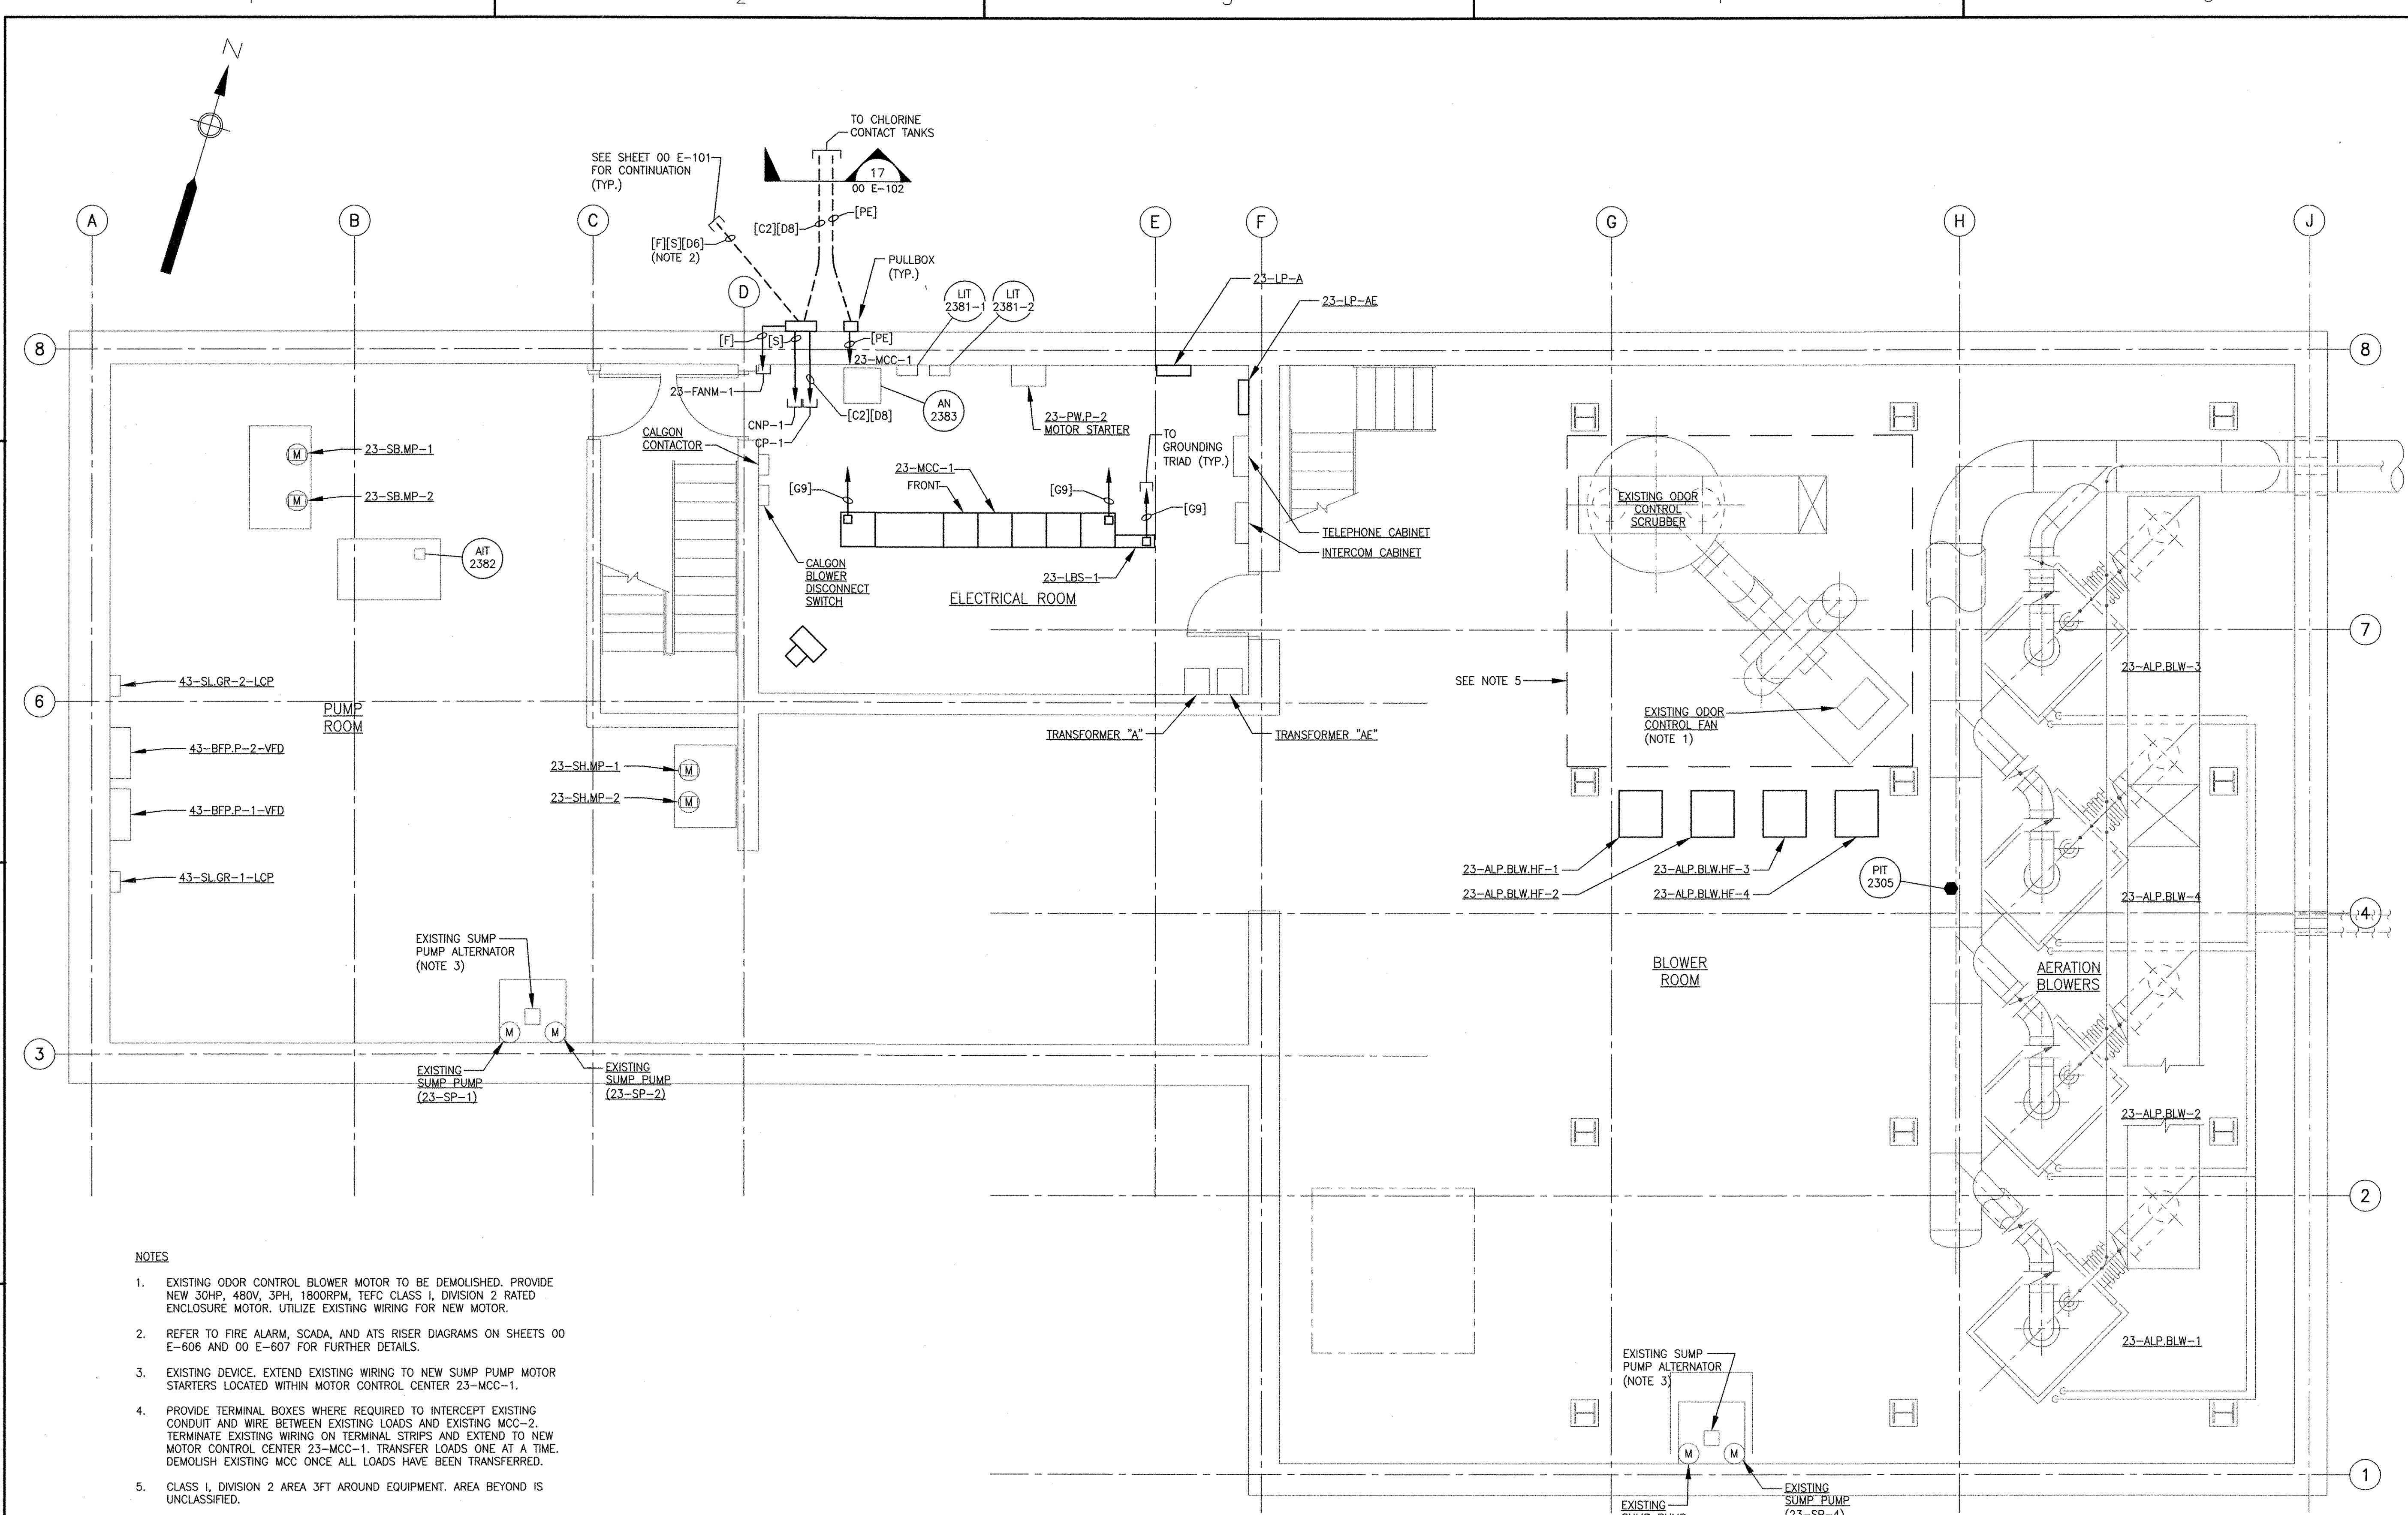 2
N
TO CHLORINE
CONTACT TANKS
SEE SHEET 00 E-101
FOR CONTINUATION
(TYP.)
17
00 E-102
[PE]
[C2][D8]
[F][S][D6]
(NOTE 2)
PULLBOX
(TYP.)
A
B
C
D
E
F
G
H
J
LIT
2381-1
LIT
2381-2
23-LP-A
23-LP-AE
8
8
[F]
[S]
[PE]
23-MCC-1
23-FANM-1
[C2][D8]
AN
2383
CNP-1
CP-1
23-PW.P-2
MOTOR STARTER
CALGON
CONTACTOR
TO
GROUNDING
TRIAD (TYP.)
23-SB.MP-1
M
23-SB.MP-2
M
23-MCC-1
FRONT
[G9]
[G9]
[G9]
AIT
2382
EXISTING ODOR
CONTROL
SCRUBBER
TELEPHONE CABINET
INTERCOM CABINET
CALGON
BLOWER
DISCONNECT
SWITCH
23-LBS-1
ELECTRICAL ROOM
7
23-ALP.BLW-3
43-SL.GR-2-LCP
SEE NOTE 5
6
PUMP
ROOM
EXISTING ODOR
CONTROL FAN
(NOTE 1)
TRANSFORMER "A"
TRANSFORMER "AE"
43-BFP.P-2-VFD
23-SH.MP-1
M
23-SH.MP-2
M
43-BFP.P-1-VFD
43-SL.GR-1-LCP
23-ALP.BLW.HF-1
23-ALP.BLW.HF-2
23-ALP.BLW.HF-3
23-ALP.BLW.HF-4
PIT
2305
23-ALP.BLW-4
4
EXISTING SUMP
PUMP ALTERNATOR
(NOTE 3)
BLOWER
ROOM
AERATION
BLOWERS
M
M
3
EXISTING
SUMP PUMP
(23-SP-1)
EXISTING
SUMP PUMP
(23-SP-2)
23-ALP.BLW-2
2
23-ALP.BLW-1
NOTES
1. EXISTING ODOR CONTROL BLOWER MOTOR TO BE DEMOLISHED. PROVIDE
NEW 30HP, 480V, 3PH, 1800RPM, TEFC CLASS I, DIVISION 2 RATED
ENCLOSURE MOTOR. UTILIZE EXISTING WIRING FOR NEW MOTOR.
2. REFER TO FIRE ALARM, SCADA, AND ATS RISER DIAGRAMS ON SHEETS 00
E-606 AND 00 E-607 FOR FURTHER DETAILS.
3. EXISTING DEVICE. EXTEND EXISTING WIRING TO NEW SUMP PUMP MOTOR
STARTERS LOCATED WITHIN MOTOR CONTROL CENTER 23-MCC-1.
4. PROVIDE TERMINAL BOXES WHERE REQUIRED TO INTERCEPT EXISTING
CONDUIT AND WIRE BETWEEN EXISTING LOADS AND EXISTING MCC-2.
TERMINATE EXISTING WIRING ON TERMINAL STRIPS AND EXTEND TO NEW
MOTOR CONTROL CENTER 23-MCC-1. TRANSFER LOADS ONE AT A TIME.
DEMOLISH EXISTING MCC ONCE ALL LOADS HAVE BEEN TRANSFERRED.
5. CLASS I, DIVISION 2 AREA 3FT AROUND EQUIPMENT. AREA BEYOND IS
UNCLASSIFIED.
EXISTING SUMP
PUMP ALTERNATOR
(NOTE 3)
M
M
1
EXISTING
EXISTING
SUMP PUMP
(23-SP-4)